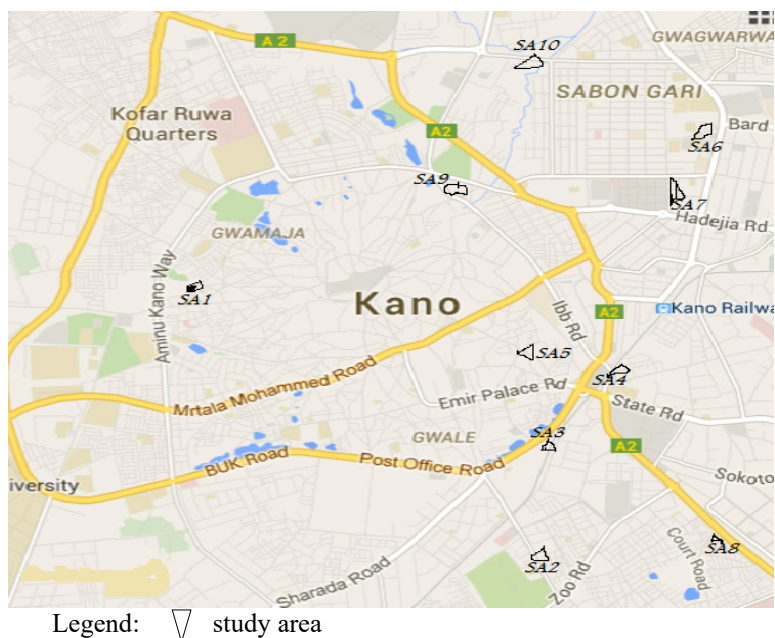 SA10
GWAGWARWA
A 2
SABON GARI
Kofar Ruwa
Quarters
A2
Bard
SA6
SA9
SA7
Hadejia Rd
GWAMAJA
Aminu Kano Way
SA1
Kano
Ibb Rd
A2
Kano Railwa
SA5
SA4
Mrtala Mohammed Road
Emir Palace Rd
State Rd
SA3
GWALE
A2
BUK Road
Post Office Road
Sokoto
iversity
SA2
Zoo Rd
Court Road
SA8
Sharada Road
Legend: study area